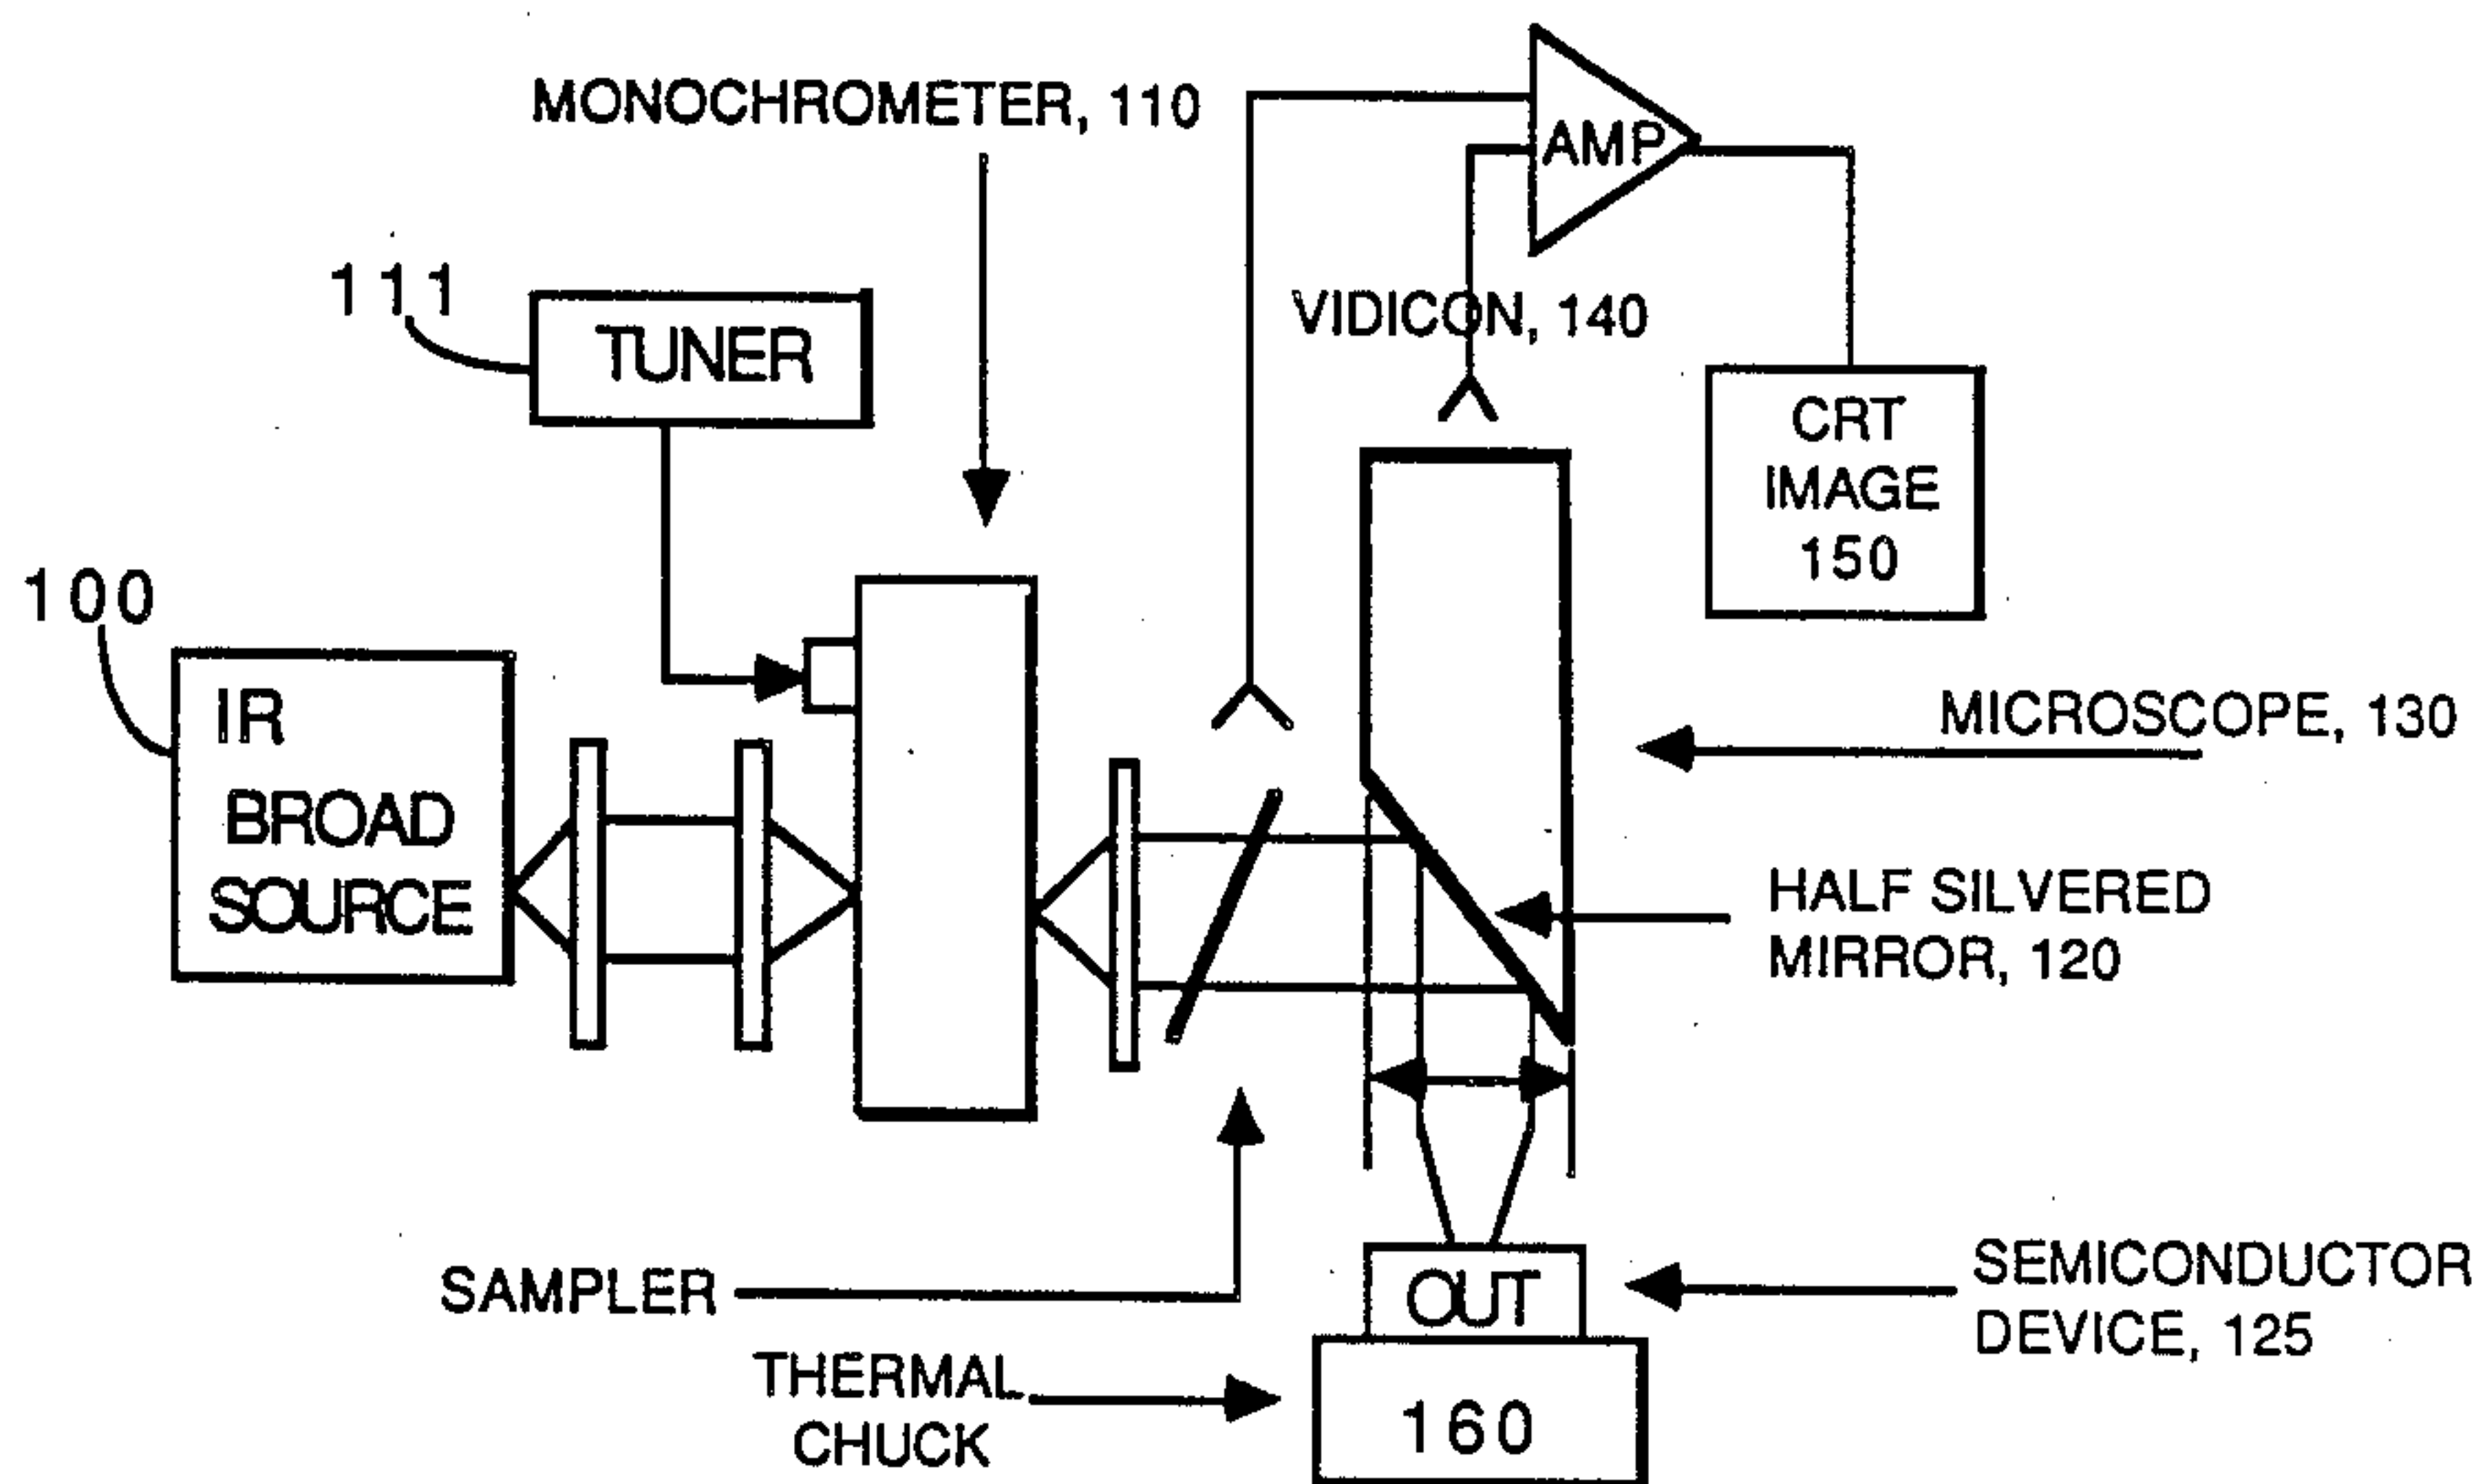 MONOCHROMETER, 110
AMP
111
TUNER
VIDICON, 140
CRT
IMAGE
150
100
IR
BROAD
SOURCE
MICROSCOPE, 130
HALF SILVERED
MIRROR, 120
SAMPLER
OUT
SEMICONDUCTOR
DEVICE, 125
THERMAL
CHUCK
160